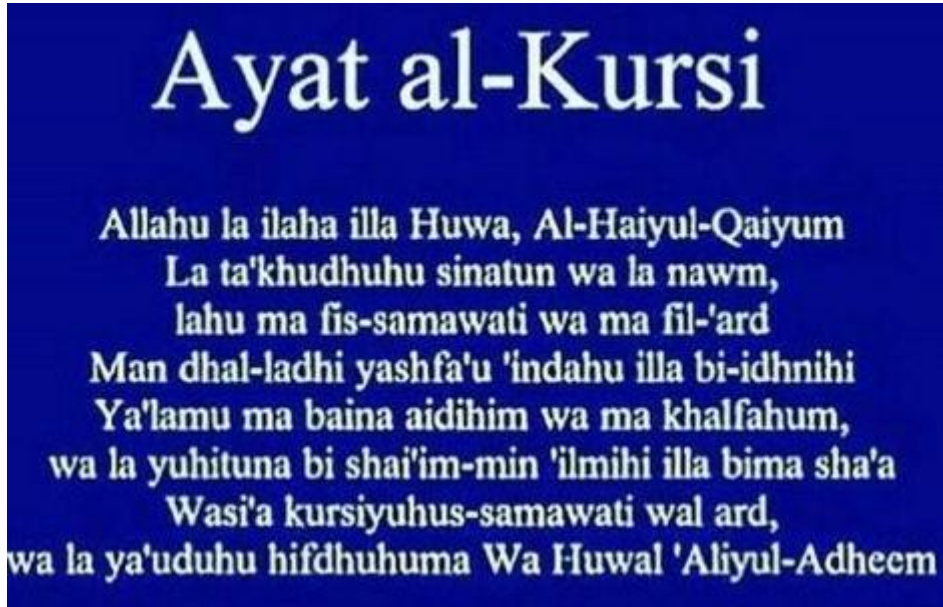 Ayat al-Kursi
Allahu la ilaha illa Huwa, Al-Haiyul-Qaiyum
La ta'khudhuhu sinatun wa la nawm,
lahu ma fis-samawati wa ma fil-'ard
Man dhal-ladhi yashfa'u 'indahu illa bi-idhnihi
Ya'lamu ma baina aidihim wa ma khalfahum,
wa la yuhituna bi shai'im-min 'ilmihi illa bima sha'a
Wasi'a kursiyuhus-samawati wal ard,
wa la ya'uduhu hifdhuhuma Wa Huwal 'Aliyul-Adheem